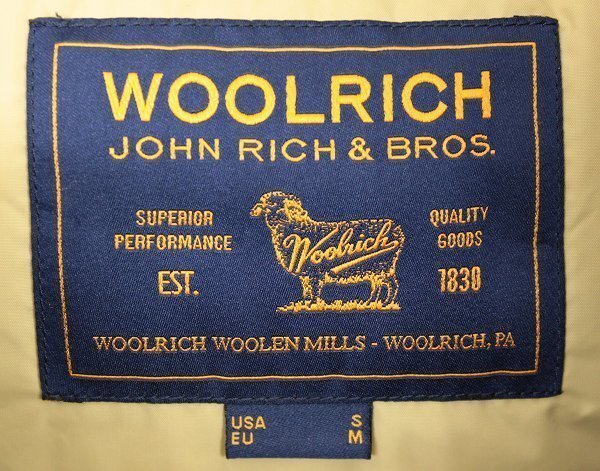 WOOLRICH
JOHN RICH & BROS.
SUPERIOR PERFORMANCE
Woolrich
QUALITY GOODS
EST.
1830
WOOLRICH WOOLEN MILLS - WOOLRICH, PA
USA S
EU M